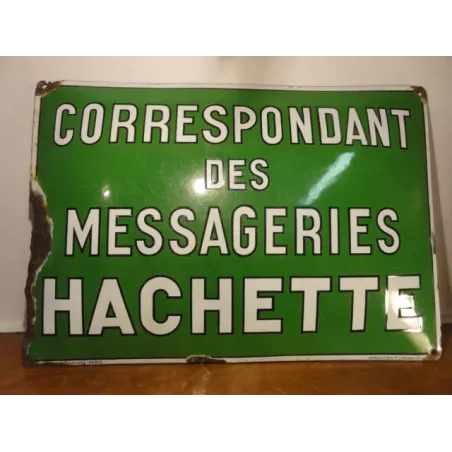 CORRESPONDANT
DES
MESSAGERIES
HACHETTE